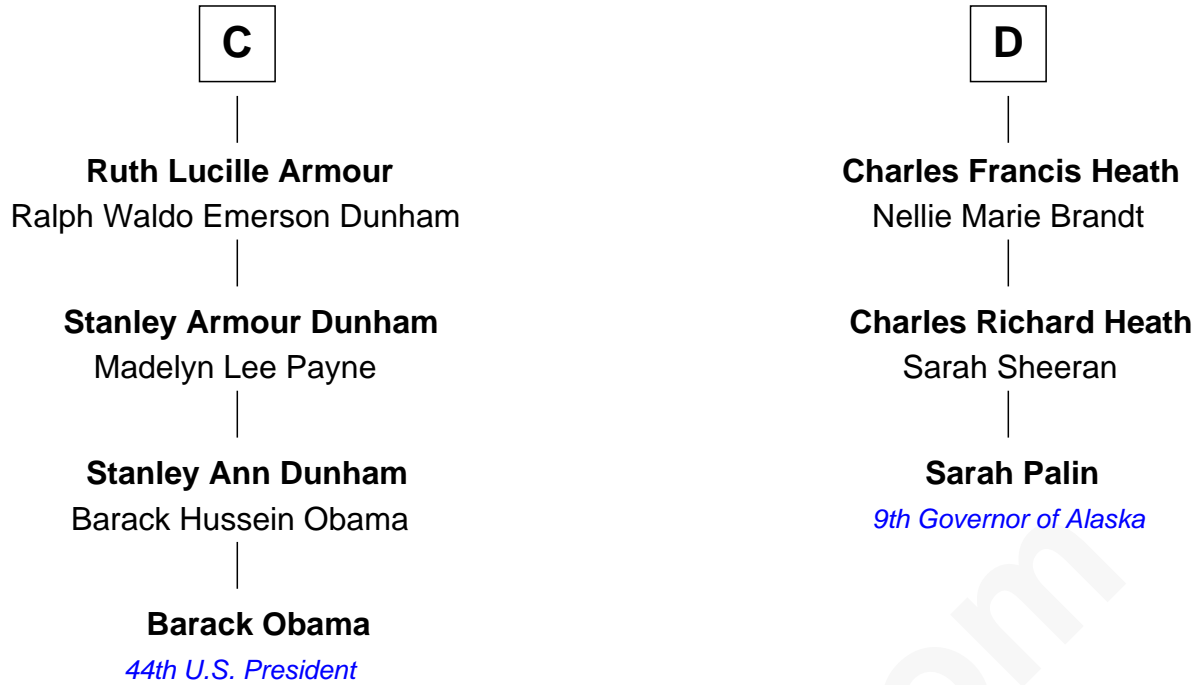 C
Ruth Lucille Armour
Ralph Waldo Emerson Dunham
Stanley Armour Dunham
Madelyn Lee Payne
Stanley Ann Dunham
Barack Hussein Obama
Barack Obama
44th U.S. President
D
Charles Francis Heath
Nellie Marie Brandt
Charles Richard Heath
Sarah Sheeran
Sarah Palin
9th Governor of Alaska
om